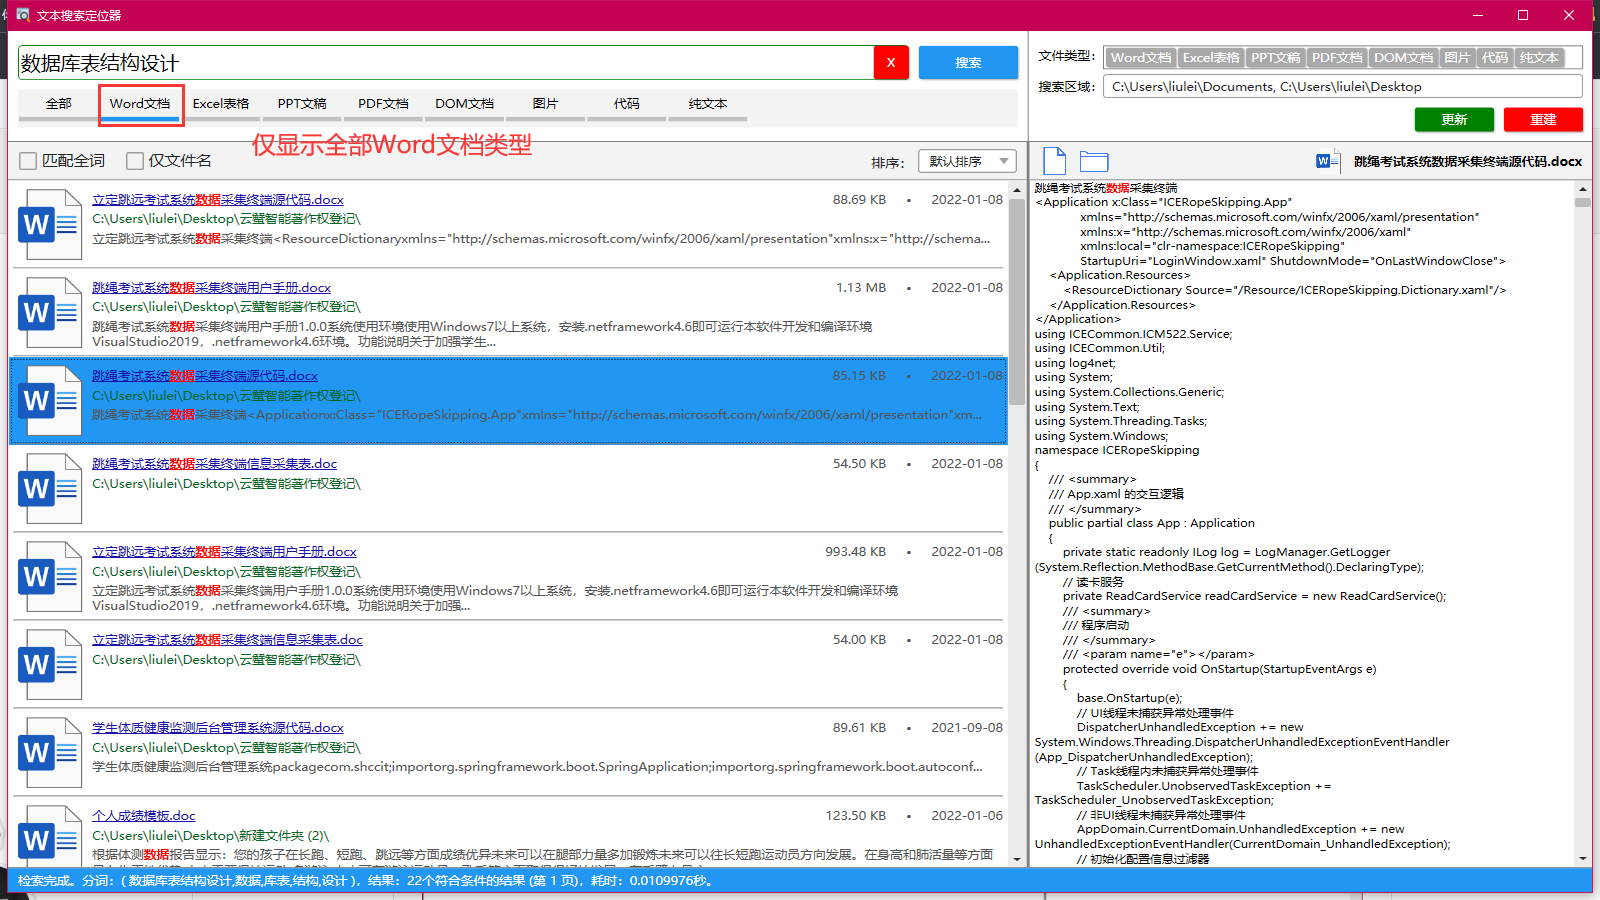 文本搜索定位器
数据库表结构设计
X
搜索
全部 Word文档 Excel表格 PPT文稿 PDF文档 DOM文档 图片 代码 纯文本
仅显示全部Word文档类型
匹配全词 仅文件名
排序： 默认排序
立定跳远考试系统数据采集终端源代码.docx 88.69 KB • 2022-01-08
C:\Users\liulei\Desktop\云蟹智能著作权登记\
立定跳远考试系统数据采集终端<ResourceDictionaryxmlns="http://schemas.microsoft.com/winfx/2006/xaml/presentation"xmlns:x="http://schema...
跳绳考试系统数据采集终端用户手册.docx 1.13 MB • 2022-01-08
C:\Users\liulei\Desktop\云蟹智能著作权登记\
跳绳考试系统数据采集终端用户手册1.0.0系统使用环境使用Windows7以上系统，安装.netframework4.6即可运行本软件开发和编译环境
VisualStudio2019，.netframework4.6环境。功能说明关于加强学生...
跳绳考试系统数据采集终端源代码.docx 85.15 KB • 2022-01-08
C:\Users\liulei\Desktop\云蟹智能著作权登记\
跳绳考试系统数据采集终端<Applicationx:Class="ICERopeSkipping.App"xmlns="http://schemas.microsoft.com/winfx/2006/xaml/presentation"xm...
跳绳考试系统数据采集终端信息采集表.doc 54.50 KB • 2022-01-08
C:\Users\liulei\Desktop\云蟹智能著作权登记\
立定跳远考试系统数据采集终端用户手册.docx 993.48 KB • 2022-01-08
C:\Users\liulei\Desktop\云蟹智能著作权登记\
立定跳远考试系统数据采集终端用户手册1.0.0系统使用环境使用Windows7以上系统，安装.netframework4.6即可运行本软件开发和编译环境
VisualStudio2019，.netframework4.6环境。功能说明关于加强...
立定跳远考试系统数据采集终端信息采集表.doc 54.00 KB • 2022-01-08
C:\Users\liulei\Desktop\云蟹智能著作权登记\
学生体质健康监测后台管理系统源代码.docx 89.61 KB • 2021-09-08
C:\Users\liulei\Desktop\云蟹智能著作权登记\
学生体质健康监测后台管理系统packagecom.shccit;importorg.springframework.boot.SpringApplication;importorg.springframework.boot.autoconf...
个人成绩模板.doc 123.50 KB • 2022-01-06
C:\Users\liulei\Desktop\新建文件夹 (2)\
根据体测数据报告显示：您的孩子在长跑、短跑、跳远等方面成绩优异未来可以在腿部力量多加锻炼未来可以往长短跑运动员方向发展。在身高和肺活量等方面
检索完成。分词：( 数据库表结构设计,数据,库表,结构,设计 )，结果：22个符合条件的结果 (第 1 页)，耗时：0.0109976秒。
文件类型： Word文档 Excel表格 PPT文稿 PDF文档 DOM文档 图片 代码 纯文本
搜索区域： C:\Users\liulei\Documents, C:\Users\liulei\Desktop
更新 重建
跳绳考试系统数据采集终端源代码.docx
跳绳考试系统数据采集终端
<Application x:Class="ICERopeSkipping.App"
xmlns="http://schemas.microsoft.com/winfx/2006/xaml/presentation"
xmlns:x="http://schemas.microsoft.com/winfx/2006/xaml"
xmlns:local="clr-namespace:ICERopeSkipping"
StartupUri="LoginWindow.xaml" ShutdownMode="OnLastWindowClose">
<Application.Resources>
<ResourceDictionary Source="/Resource/ICERopeSkipping.Dictionary.xaml"/>
</Application.Resources>
</Application>
using ICECommon.ICM522.Service;
using ICECommon.Util;
using log4net;
using System;
using System.Collections.Generic;
using System.Text;
using System.Threading.Tasks;
using System.Windows;
namespace ICERopeSkipping
{
/// <summary>
/// App.xaml 的交互逻辑
/// </summary>
public partial class App : Application
{
private static readonly ILog log = LogManager.GetLogger
(System.Reflection.MethodBase.GetCurrentMethod().DeclaringType);
// 读卡服务
private ReadCardService readCardService = new ReadCardService();
/// <summary>
/// 程序启动
/// </summary>
/// <param name="e"></param>
protected override void OnStartup(StartupEventArgs e)
{
base.OnStartup(e);
// UI线程未捕获异常处理事件
DispatcherUnhandledException += new
System.Windows.Threading.DispatcherUnhandledExceptionEventHandler
(App_DispatcherUnhandledException);
// Task线程内未捕获异常处理事件
TaskScheduler.UnobservedTaskException +=
TaskScheduler_UnobservedTaskException;
// 非UI线程未捕获异常处理事件
AppDomain.CurrentDomain.UnhandledException += new
UnhandledExceptionEventHandler(CurrentDomain_UnhandledException);
// 初始化配置信息过滤器